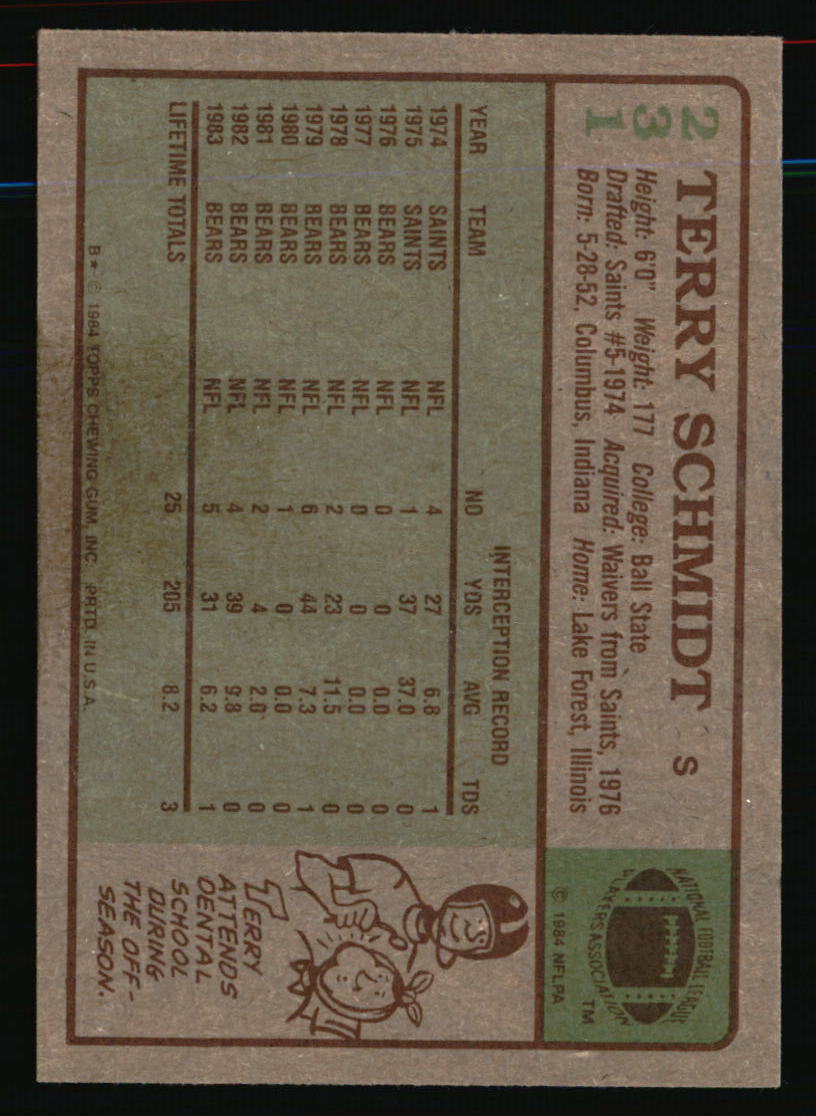 231
TERRY SCHMIDT S
Height: 6'0" Weight: 177 College: Ball State
Drafted: Saints #5-1974 Acquired: Waivers from Saints, 1976
Born: 5-28-52, Columbus, Indiana Home: Lake Forest, Illinois
NATIONAL FOOTBALL LEAGUE
PLAYERS ASSOCIATION
TM
© 1984 NFLPA
INTERCEPTION RECORD
YEAR TEAM NO YDS AVG TDS
1974 SAINTS NFL 4 27 6.8 1
1975 SAINTS NFL 1 37 37.0 0
1976 BEARS NFL 0 0 0.0 0
1977 BEARS NFL 0 0 0.0 0
1978 BEARS NFL 2 23 11.5 0
1979 BEARS NFL 6 44 7.3 1
1980 BEARS NFL 1 0 0.0 0
1981 BEARS NFL 2 4 2.0 0
1982 BEARS NFL 4 39 9.8 0
1983 BEARS NFL 5 31 6.2 1
LIFETIME TOTALS 25 205 8.2 3
B* © 1984 TOPPS CHEWING GUM, INC. PRTD. IN U.S.A.
TERRY
ATTENDS
DENTAL
SCHOOL
DURING
THE OFF-
SEASON.